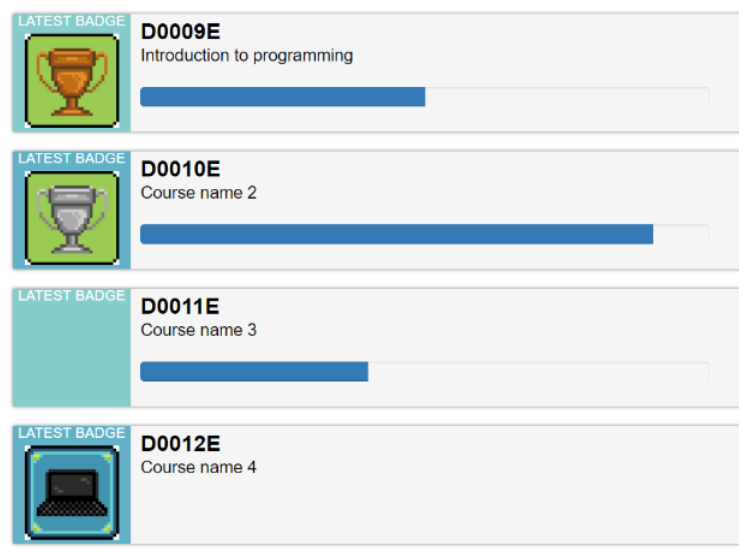 LATEST BADGE
D0009E
Introduction to programming
LATEST BADGE
D0010E
Course name 2
LATEST BADGE
D0011E
Course name 3
LATEST BADGE
D0012E
Course name 4